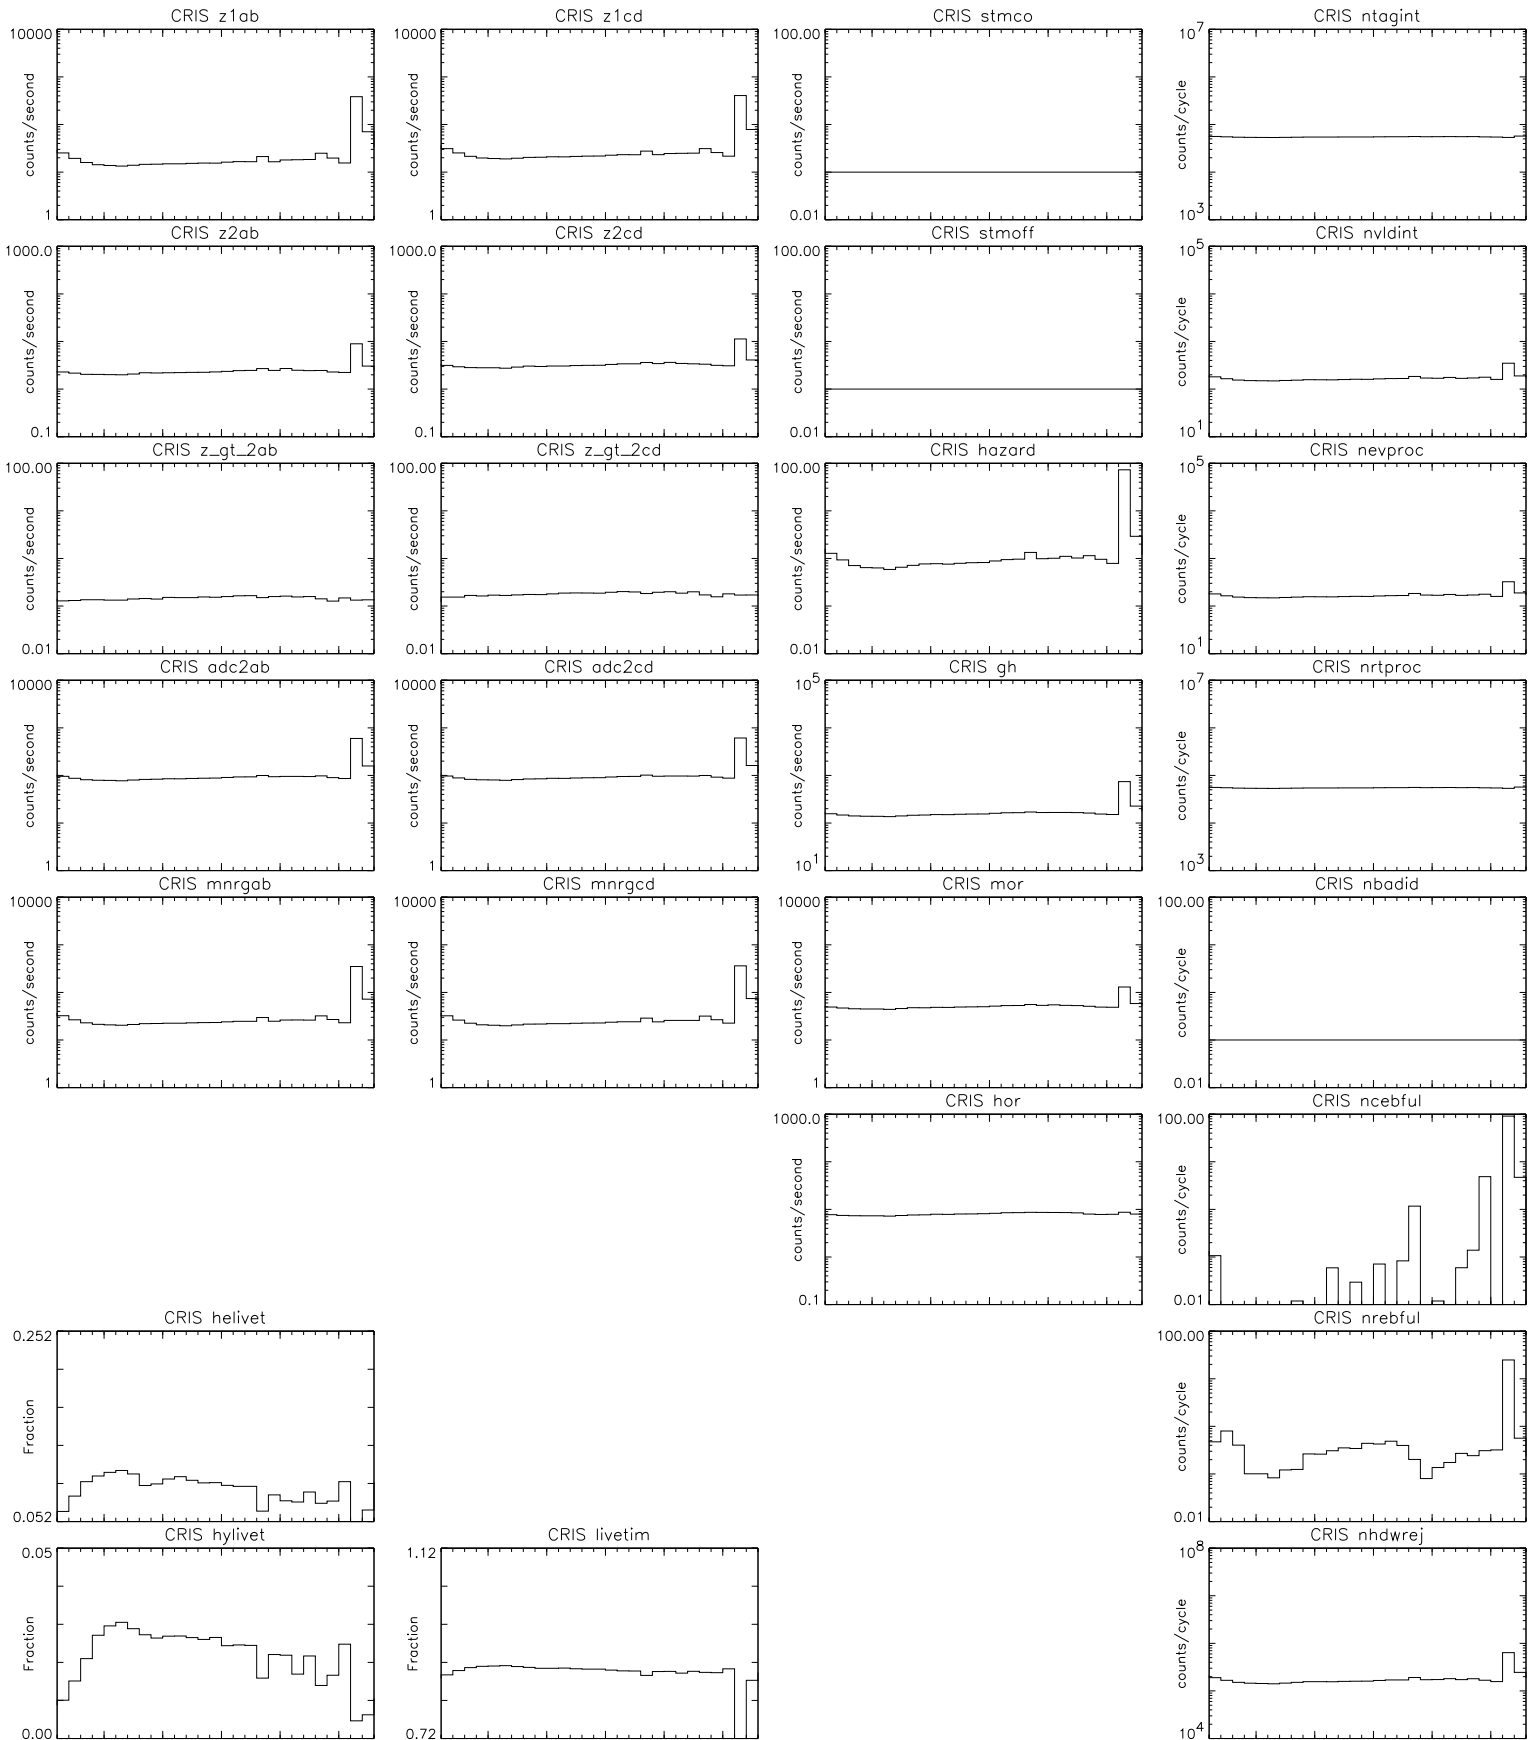 CRIS z1ab
10000
counts/second
1
CRIS z1cd
10000
counts/second
1
CRIS stmco
100.00
counts/second
0.01
CRIS ntagint
10^7
counts/cycle
10^3
CRIS z2ab
1000.0
counts/second
0.1
CRIS z2cd
1000.0
counts/second
0.1
CRIS stmoff
100.00
counts/second
0.01
CRIS nvldint
10^5
counts/cycle
10^1
CRIS z_gt_2ab
100.00
counts/second
0.01
CRIS z_gt_2cd
100.00
counts/second
0.01
CRIS hazard
100.00
counts/second
0.01
CRIS nevproc
10^5
counts/cycle
10^1
CRIS adc2ab
10000
counts/second
1
CRIS adc2cd
10000
counts/second
1
CRIS gh
10^5
counts/second
10^1
CRIS nrtproc
10^7
counts/cycle
10^3
CRIS mnrgab
10000
counts/second
1
CRIS mnrgcd
10000
counts/second
1
CRIS mor
10000
counts/second
1
CRIS nbadid
100.00
counts/cycle
0.01
CRIS hor
1000.0
counts/second
0.1
CRIS ncebful
100.00
counts/cycle
0.01
CRIS helivet
0.252
Fraction
0.052
CRIS nrebful
100.00
counts/cycle
0.01
CRIS hylivet
0.05
Fraction
0.00
CRIS livetim
1.12
Fraction
0.72
CRIS nhdwrej
10^8
counts/cycle
10^4